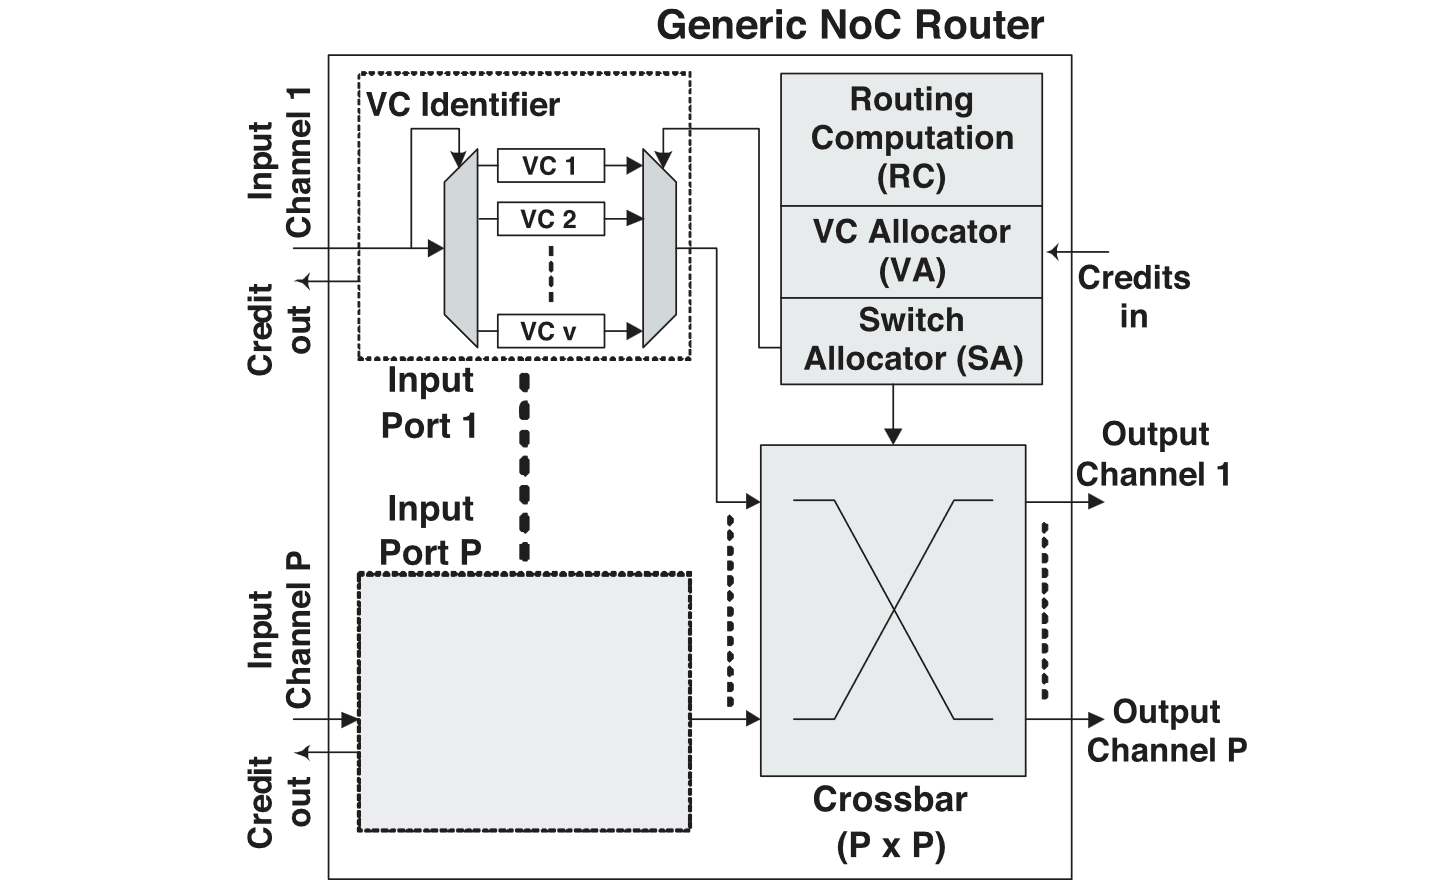 Generic NoC Router
VC Identifier
Input
Channel 1
Credit
out
VC 1
VC 2
VC v
Routing
Computation
(RC)
VC Allocator
(VA)
Switch
Allocator (SA)
Credits
in
Input
Port 1
Input
Port P
Input
Channel P
Credit
out
Output
Channel 1
Output
Channel P
Crossbar
(P x P)